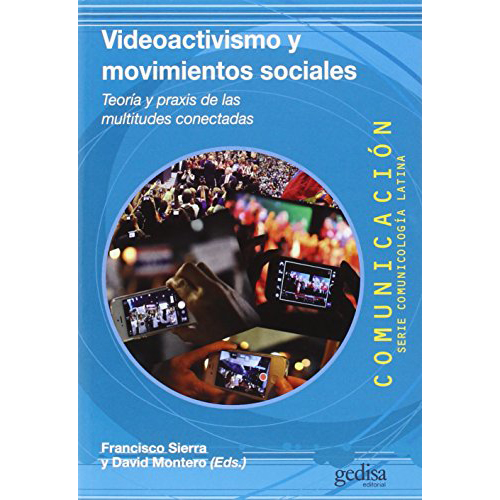 Videoactivismo y
movimientos sociales
Teoría y praxis de las
multitudes conectadas
COMUNICACIÓN
SERIE COMUNICOLOGÍA LATINA
Francisco Sierra
y David Montero (Eds.)
gedisa
editorial